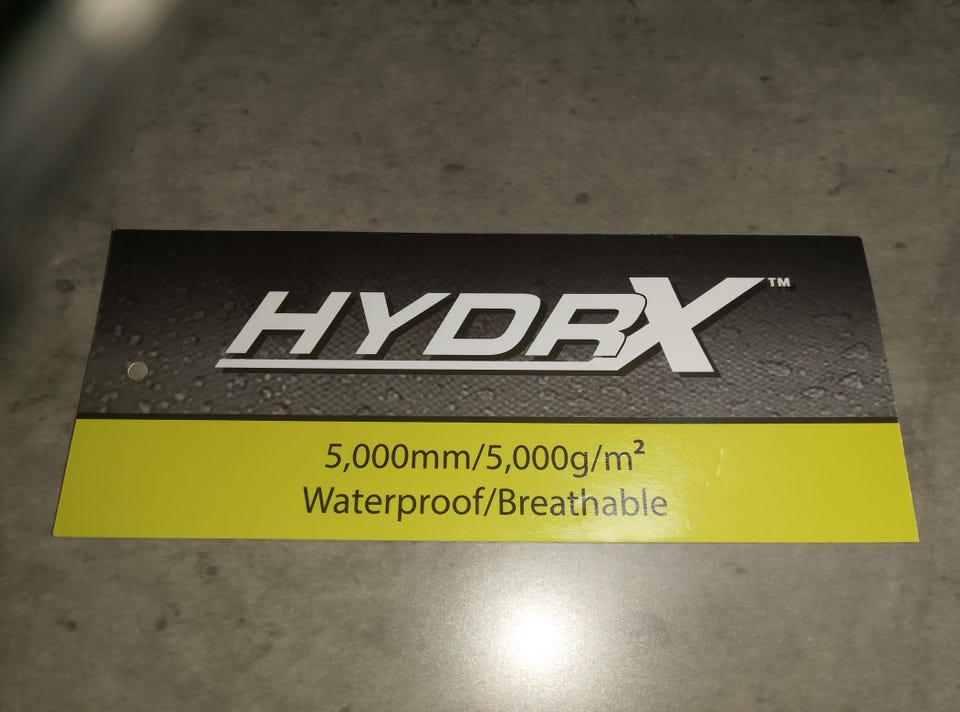 HYDRX™
5,000mm/5,000g/m²
Waterproof/Breathable